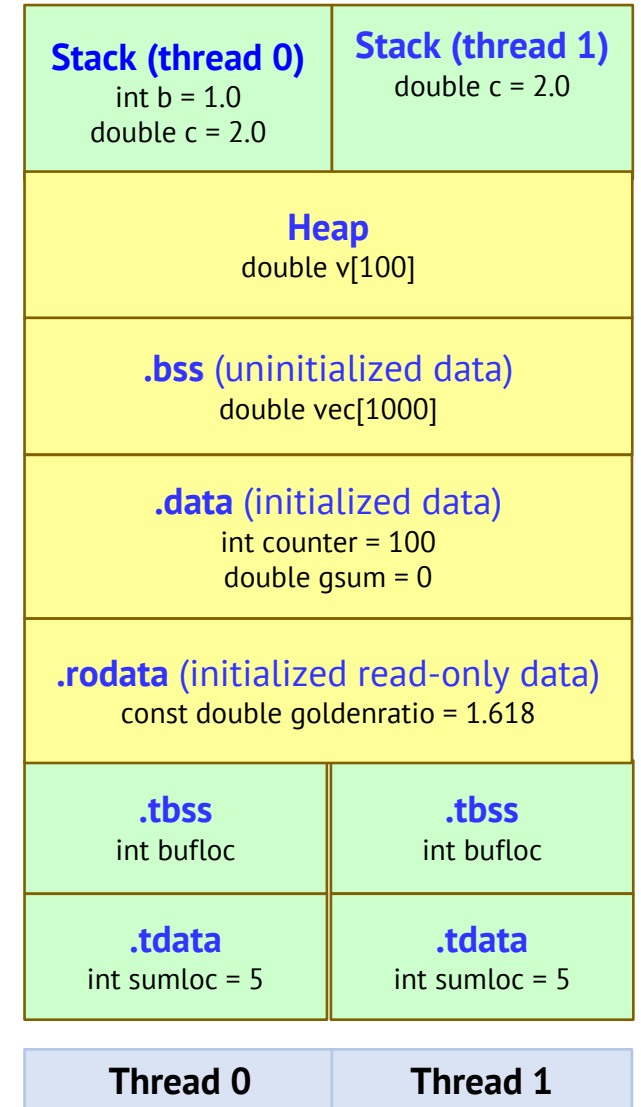 Stack (thread 0)
int b = 1.0
double c = 2.0
Stack (thread 1)
double c = 2.0
Heap
double v[100]
.bss (uninitialized data)
double vec[1000]
.data (initialized data)
int counter = 100
double gsum = 0
.rodata (initialized read-only data)
const double goldenratio = 1.618
.tbss
int bufloc
.tbss
int bufloc
.tdata
int sumloc = 5
.tdata
int sumloc = 5
Thread 0
Thread 1